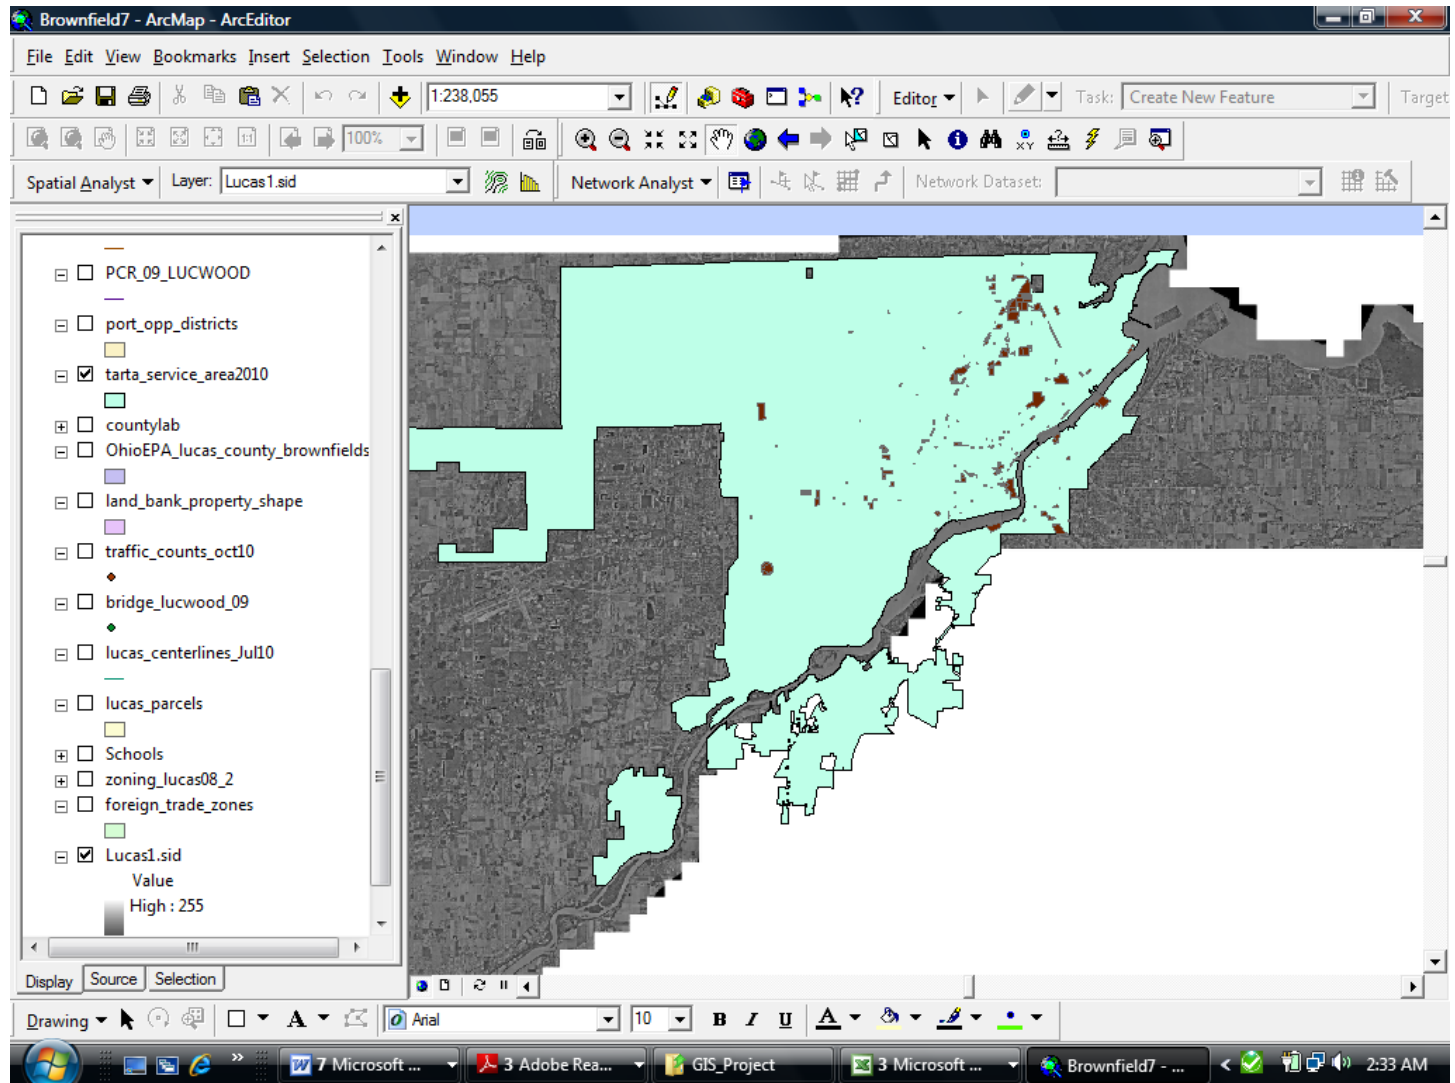 Brownfield7 - ArcMap - ArcEditor
File Edit View Bookmarks Insert Selection Tools Window Help
1:238,055 Editor Task: Create New Feature Target
1:1 100%
Spatial Analyst Layer: Lucas1.sid Network Analyst Network Dataset:
PCR_09_LUCWOOD
port_opp_districts
tarta_service_area2010
countylab
OhioEPA_lucas_county_brownfields
land_bank_property_shape
traffic_counts_oct10
bridge_lucwood_09
lucas_centerlines_Jul10
lucas_parcels
Schools
zoning_lucas08_2
foreign_trade_zones
Lucas1.sid
Value
High : 255
Display Source Selection
Drawing A Arial 10 B I U A
7 Microsoft ... 3 Adobe Rea... GIS_Project 3 Microsoft ... Brownfield7 - ... 2:33 AM